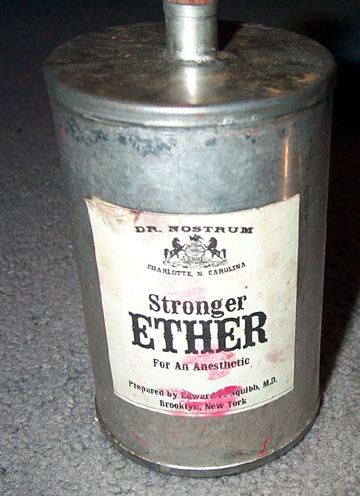 DR. NOSTRUM
CHARLOTTE, N. CAROLINA
Stronger
ETHER
For An Anesthetic
Prepared by Edward Squibb, M.D.
Brooklyn, New York